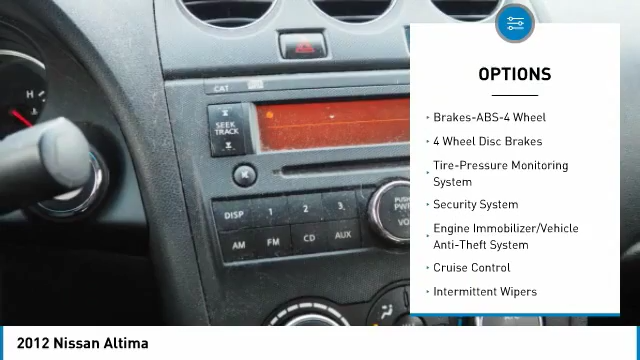 CAT
SEEK
TRACK
DISP 1 2 3
AM FM CD AUX
PUSH
H
OPTIONS
Brakes-ABS-4 Wheel
4 Wheel Disc Brakes
Tire-Pressure Monitoring
System
Security System
Engine Immobilizer/Vehicle
Anti-Theft System
Cruise Control
Intermittent Wipers
2012 Nissan Altima